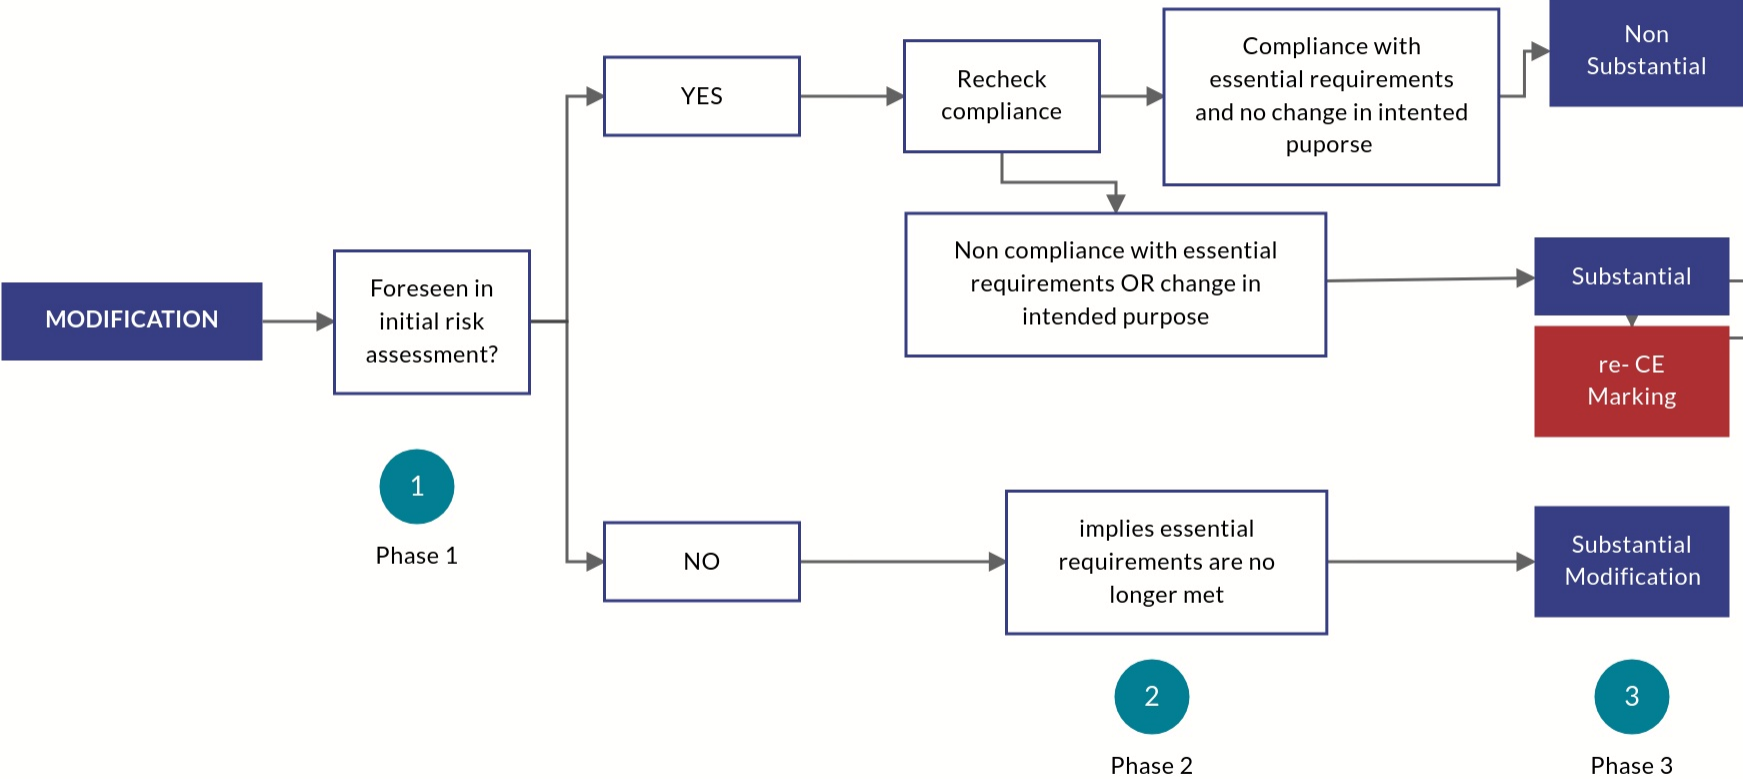 MODIFICATION
Foreseen in
initial risk
assessment?
1
Phase 1
YES
Recheck
compliance
Compliance with
essential requirements
and no change in intented
puporse
Non
Substantial
Non compliance with essential
requirements OR change in
intended purpose
Substantial
re- CE
Marking
NO
implies essential
requirements are no
longer met
Substantial
Modification
2
Phase 2
3
Phase 3